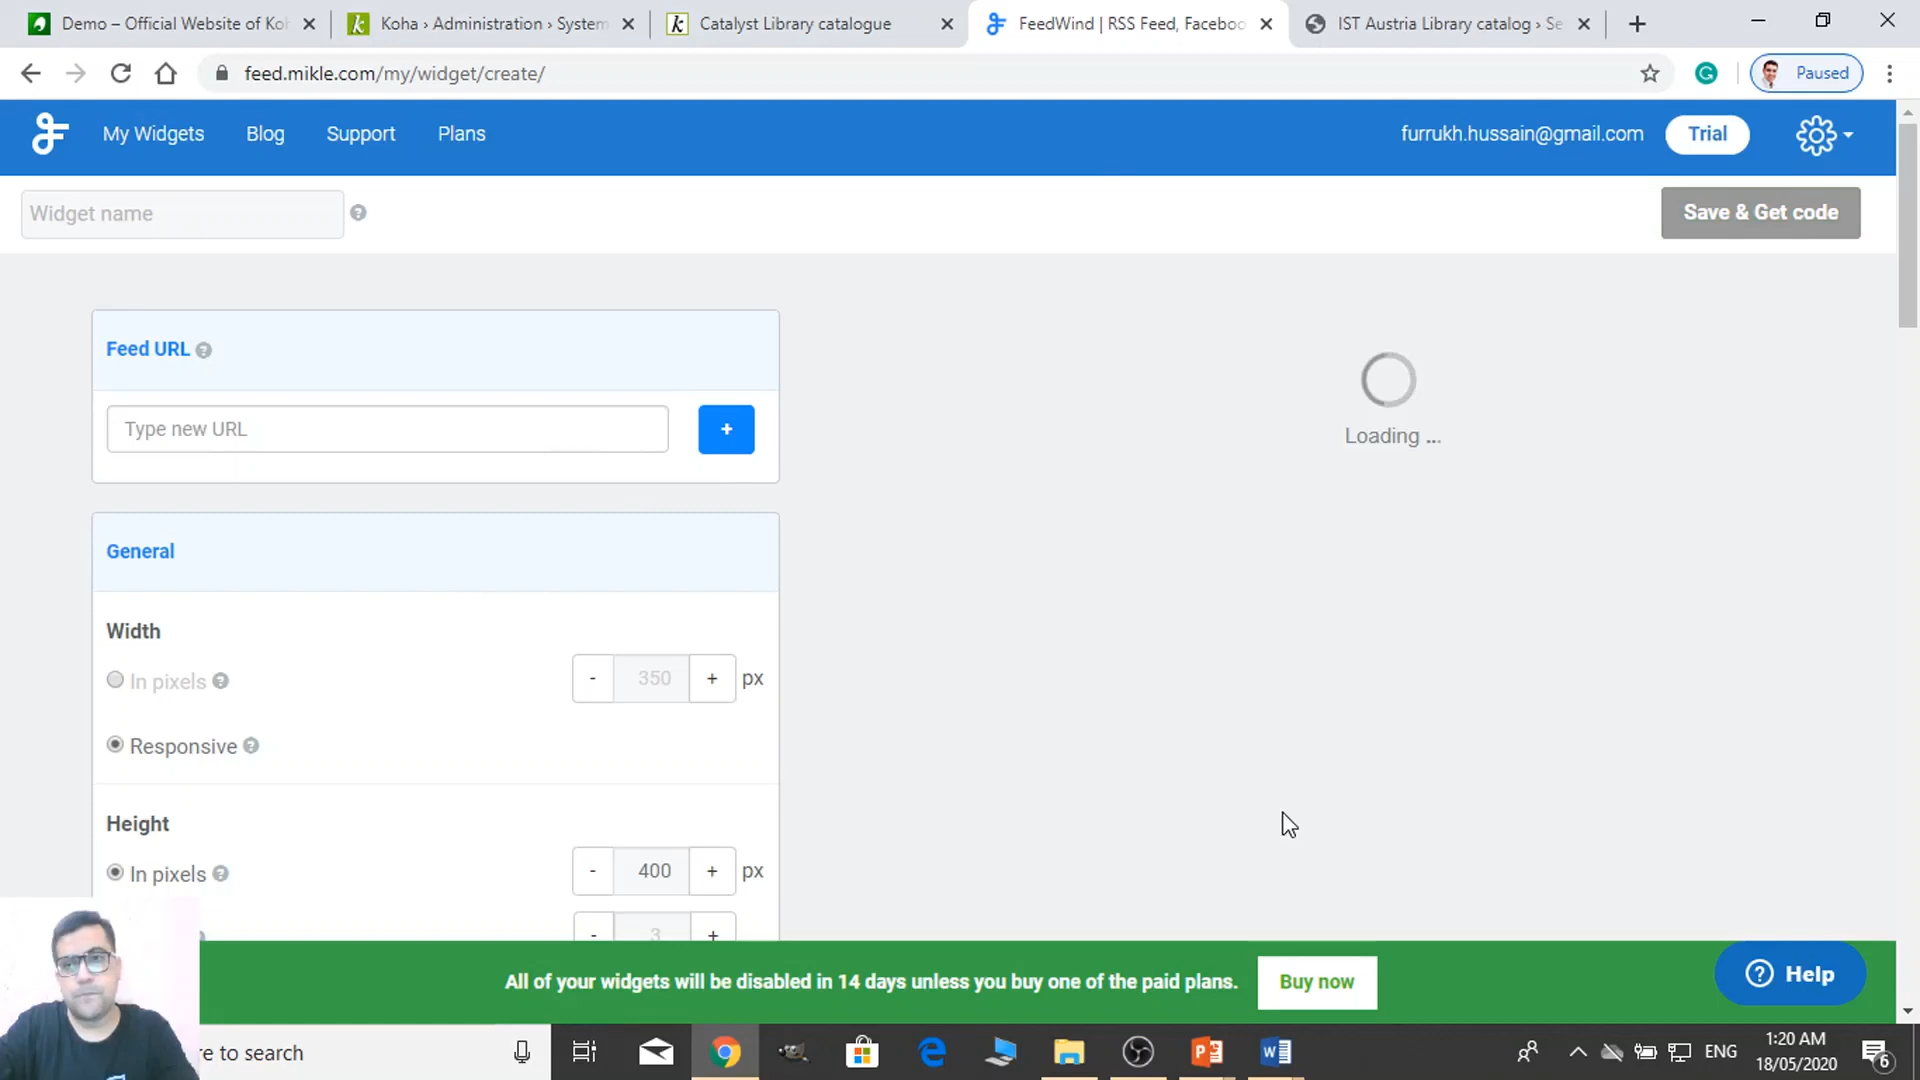 Demo – Official Website of Koh
Koha › Administration › System
Catalyst Library catalogue
FeedWind | RSS Feed, Faceboo
IST Austria Library catalog › Se
feed.mikle.com/my/widget/create/
Paused
My Widgets
Blog
Support
Plans
furrukh.hussain@gmail.com
Trial
Widget name
Save & Get code
Feed URL
Type new URL
+
Loading ...
General
Width
In pixels
- 350 + px
Responsive
Height
In pixels
- 400 + px
- 3 +
All of your widgets will be disabled in 14 days unless you buy one of the paid plans.
Buy now
Help
re to search
ENG
1:20 AM
18/05/2020
6